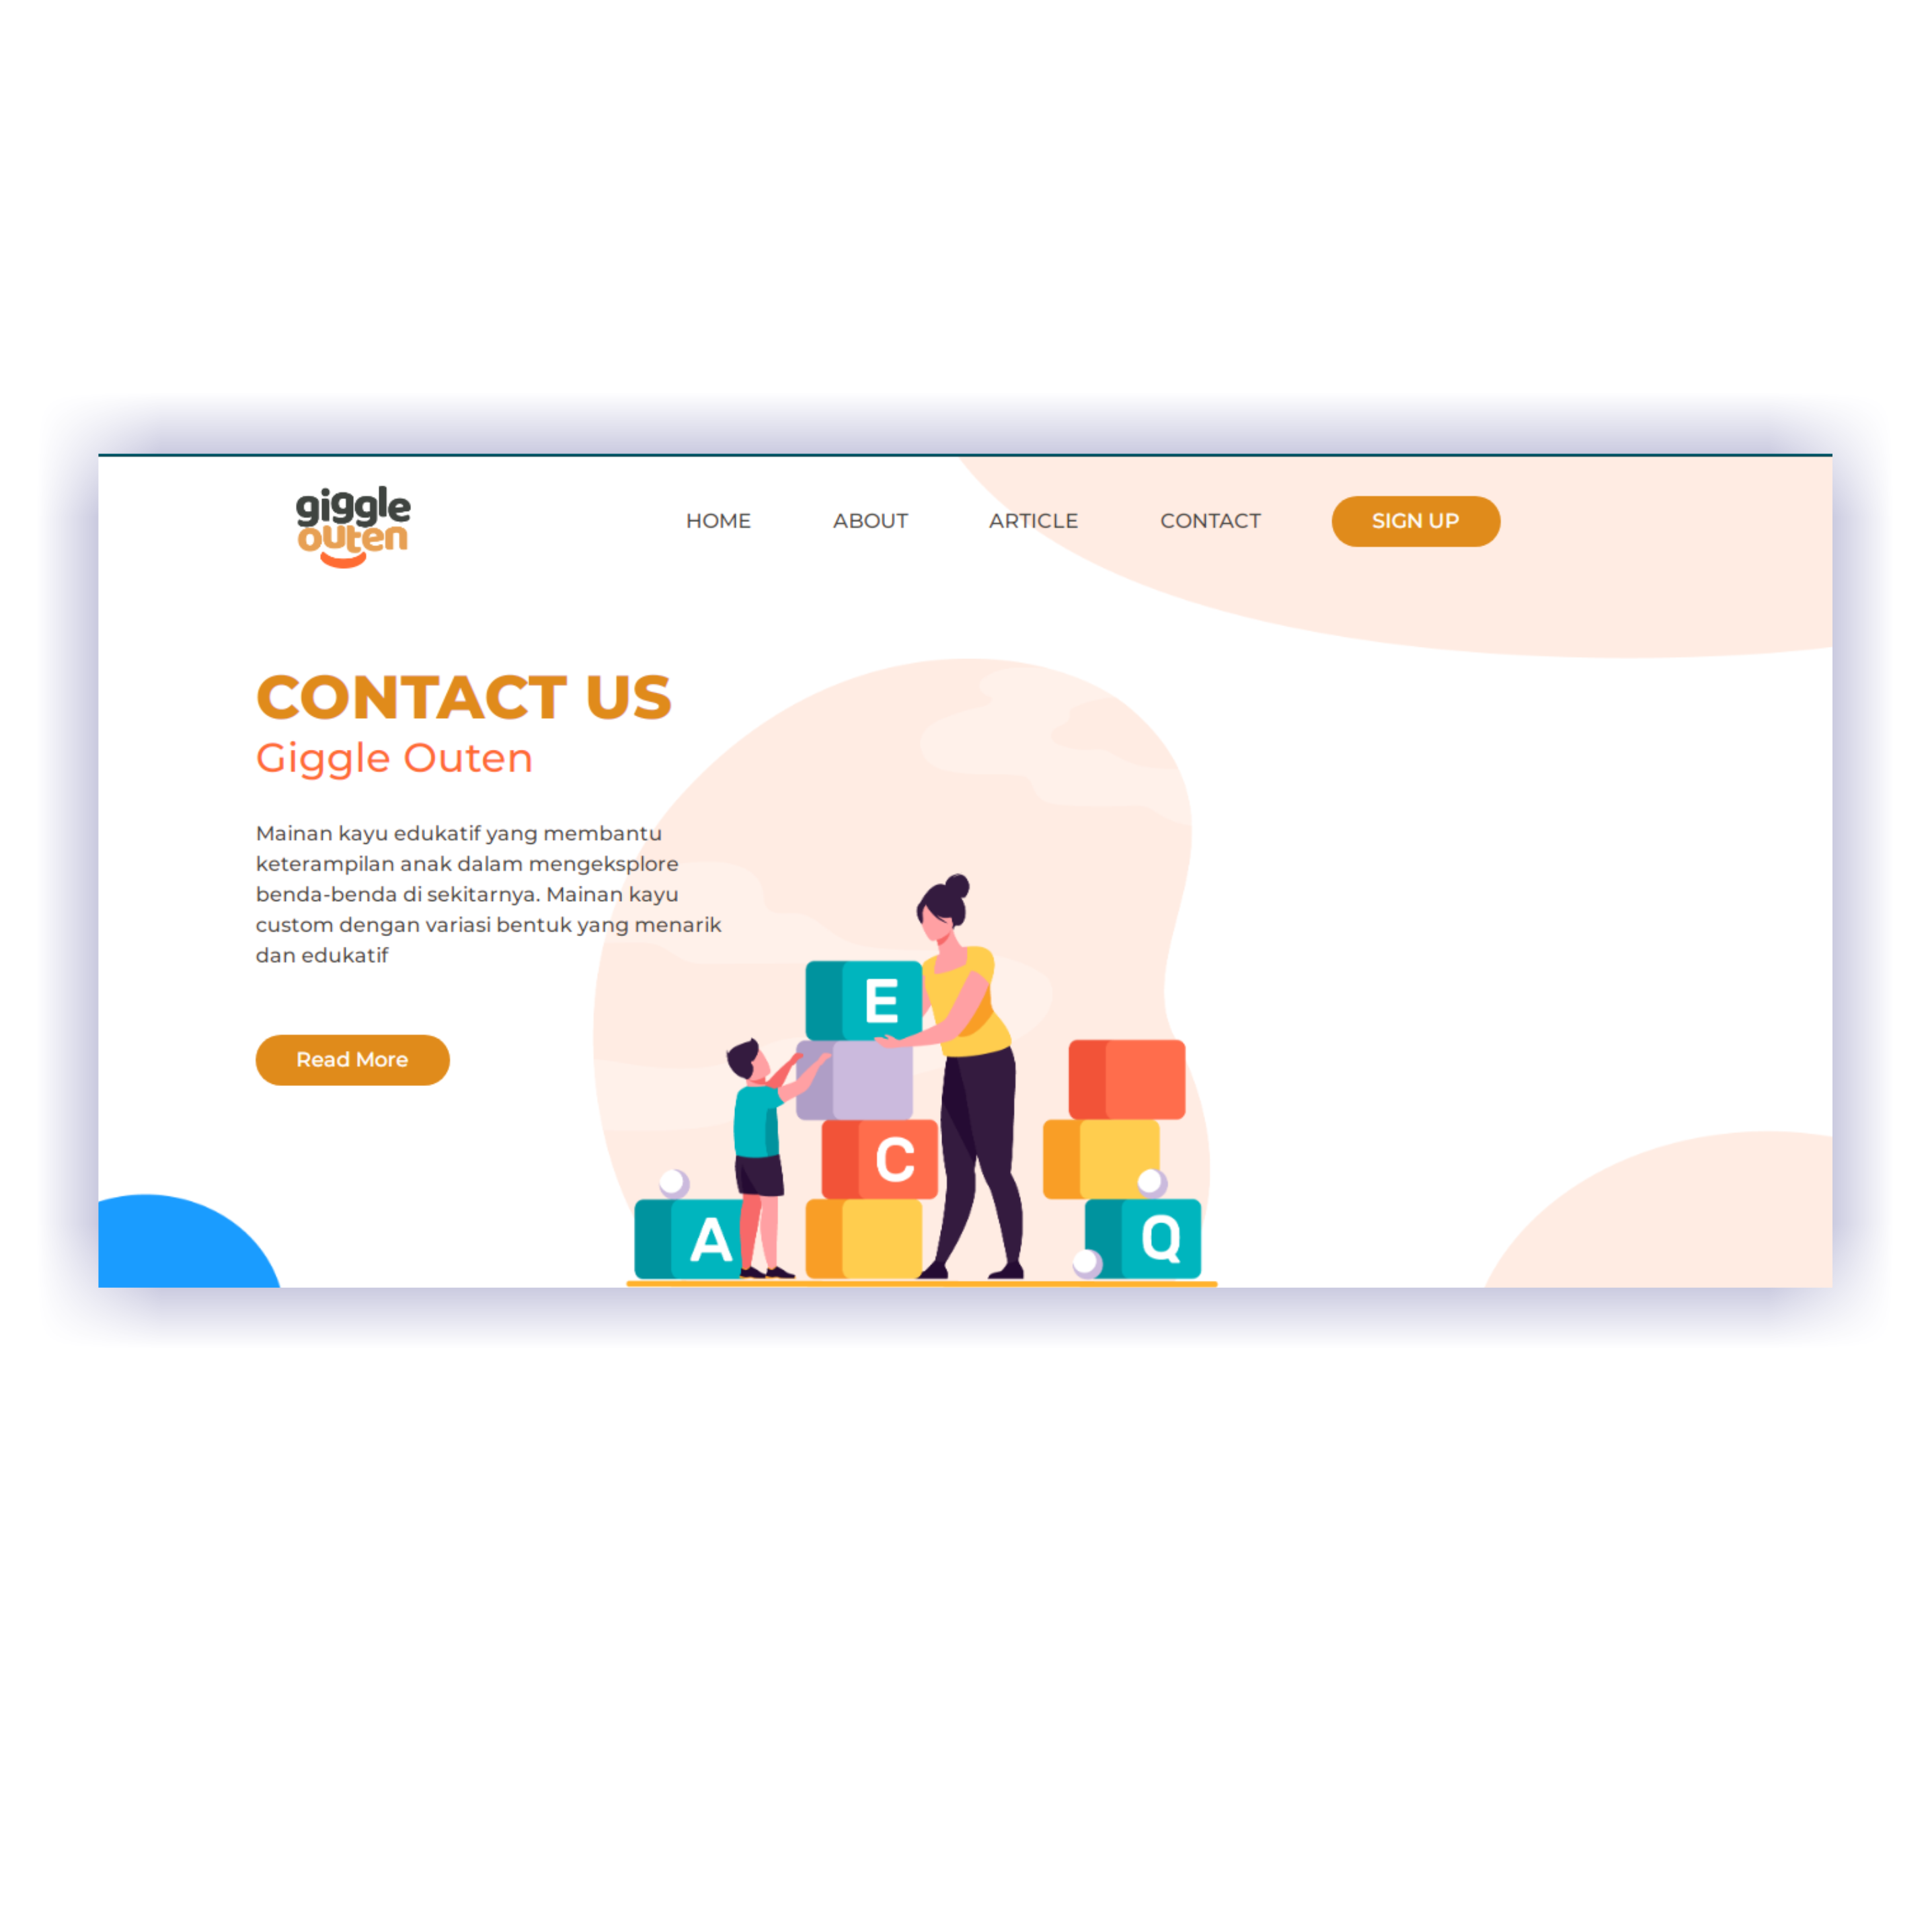 giggle
outen
HOME ABOUT ARTICLE CONTACT SIGN UP
CONTACT US
Giggle Outen
Mainan kayu edukatif yang membantu
keterampilan anak dalam mengeksplore
benda-benda di sekitarnya. Mainan kayu
custom dengan variasi bentuk yang menarik
dan edukatif
Read More
E
C
A
Q